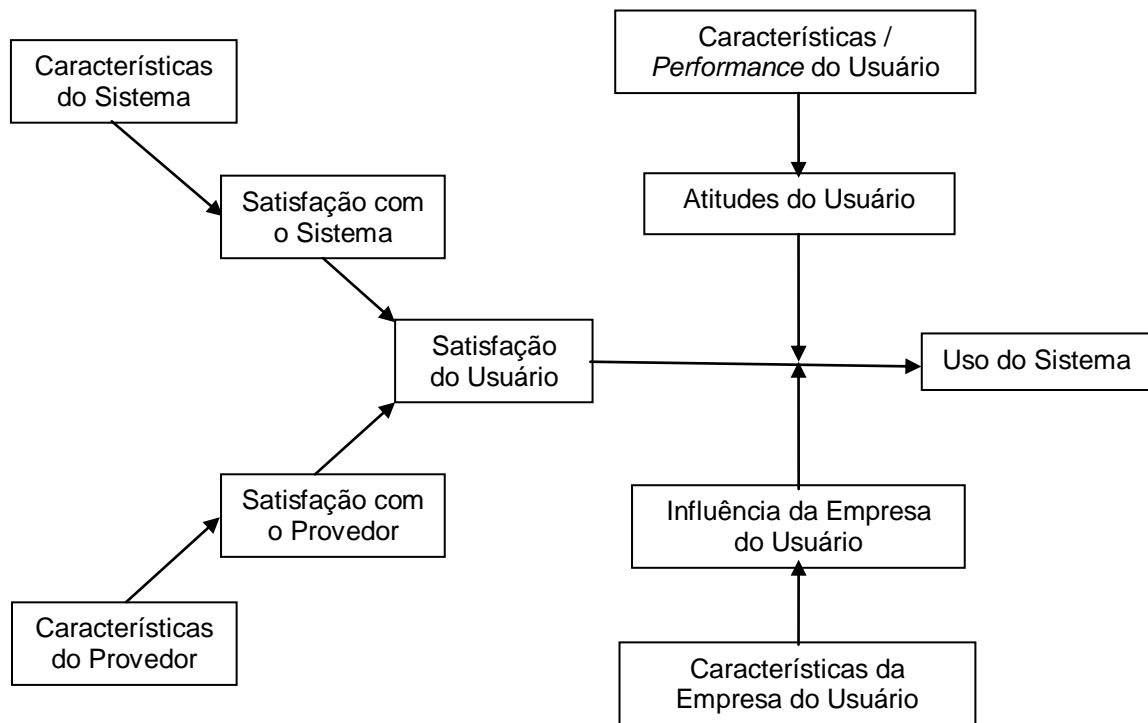 Características
do Sistema
Satisfação com
o Sistema
Satisfação
do Usuário
Satisfação com
o Provedor
Características
do Provedor
Características /
Performance do Usuário
Atitudes do Usuário
Uso do Sistema
Influência da Empresa
do Usuário
Características da
Empresa do Usuário